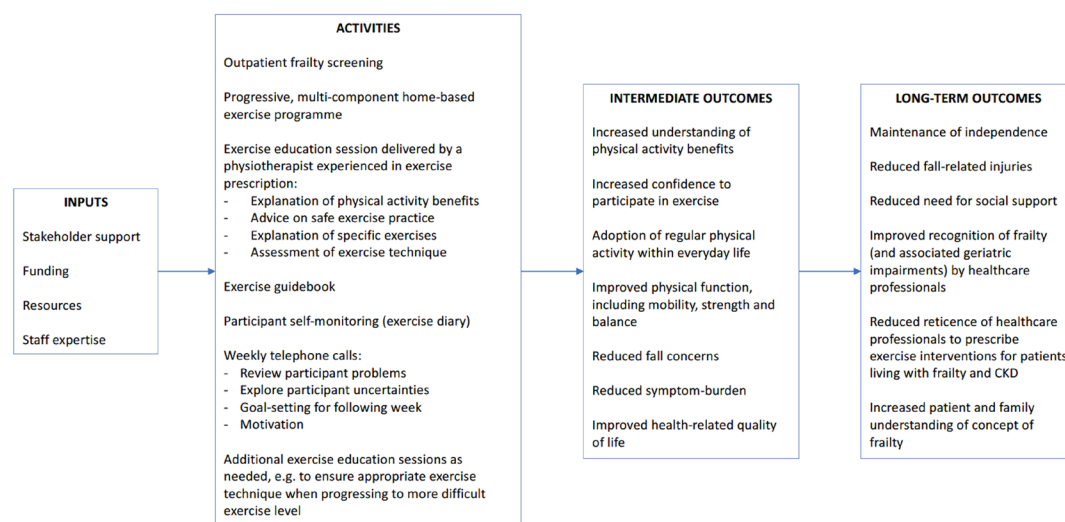 INPUTS
Stakeholder support
Funding
Resources
Staff expertise
ACTIVITIES
Outpatient frailty screening
Progressive, multi-component home-based
exercise programme
Exercise education session delivered by a
physiotherapist experienced in exercise
prescription:
- Explanation of physical activity benefits
- Advice on safe exercise practice
- Explanation of specific exercises
- Assessment of exercise technique
Exercise guidebook
Participant self-monitoring (exercise diary)
Weekly telephone calls:
- Review participant problems
- Explore participant uncertainties
- Goal-setting for following week
- Motivation
Additional exercise education sessions as
needed, e.g. to ensure appropriate exercise
technique when progressing to more difficult
exercise level
INTERMEDIATE OUTCOMES
Increased understanding of
physical activity benefits
Increased confidence to
participate in exercise
Adoption of regular physical
activity within everyday life
Improved physical function,
including mobility, strength and
balance
Reduced fall concerns
Reduced symptom-burden
Improved health-related quality
of life
LONG-TERM OUTCOMES
Maintenance of independence
Reduced fall-related injuries
Reduced need for social support
Improved recognition of frailty
(and associated geriatric
impairments) by healthcare
professionals
Reduced reticence of healthcare
professionals to prescribe
exercise interventions for patients
living with frailty and CKD
Increased patient and family
understanding of concept of
frailty